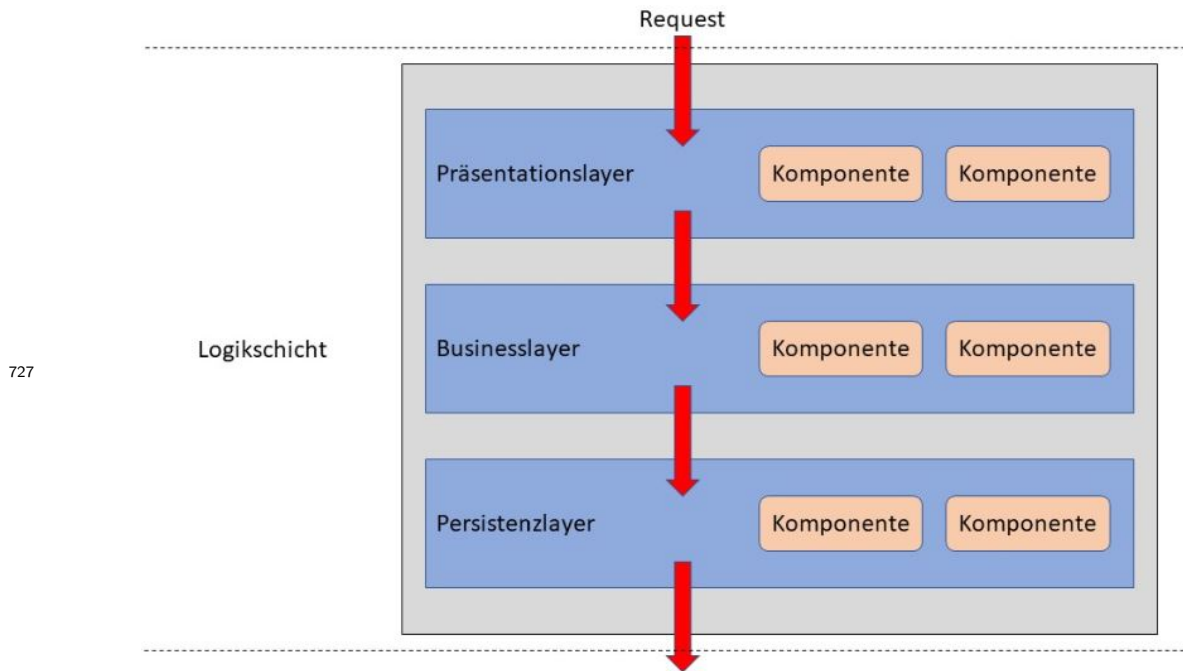 Request
Präsentationslayer Komponente Komponente
Logikschicht Businesslayer Komponente Komponente
727
Persistenzlayer Komponente Komponente